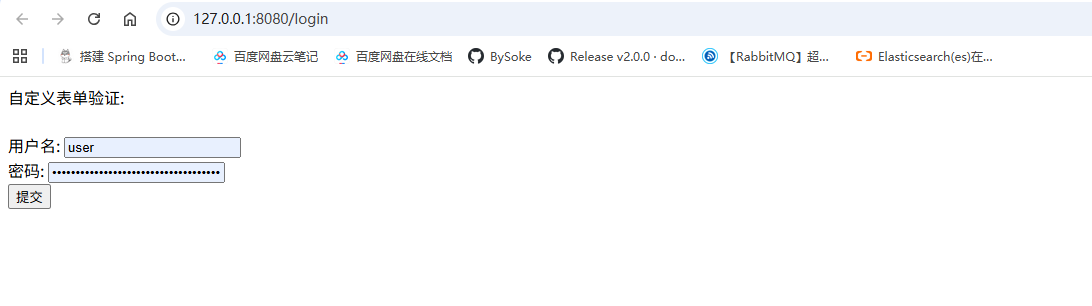 127.0.0.1:8080/login
搭建 Spring Boot... 百度网盘云笔记 百度网盘在线文档 BySoke Release v2.0.0 · do... 【RabbitMQ】超... Elasticsearch(es)在...
自定义表单验证:
用户名: user
密码: ••••••••••••••••••••••••••••••••••••
提交